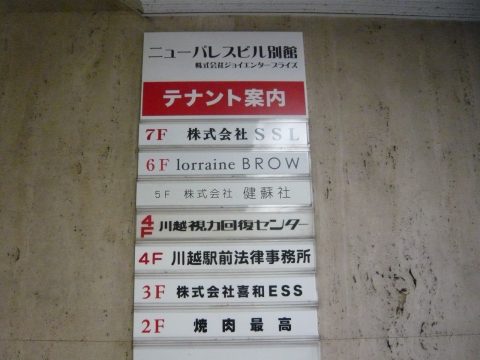 ニューパレスビル別館
株式会社ジョイエンタープライズ
テナント案内
7F 株式会社 SSL
6F lorraine BROW
5F 株式会社 健蘇社
4F 川越視力回復センター
4F 川越駅前法律事務所
3F 株式会社喜和ESS
2F 焼肉最高